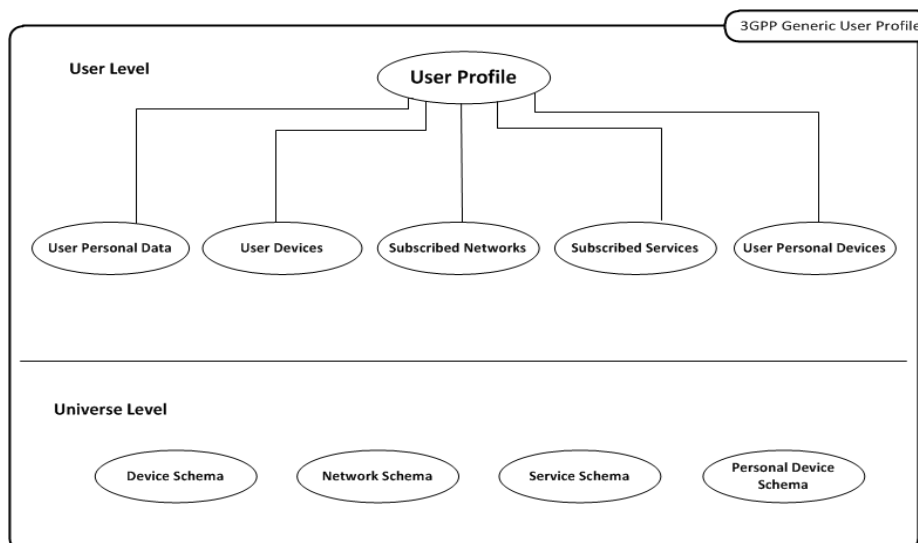 3GPP Generic User Profile
User Level
User Profile
User Personal Data
User Devices
Subscribed Networks
Subscribed Services
User Personal Devices
Universe Level
Device Schema
Network Schema
Service Schema
Personal Device
Schema